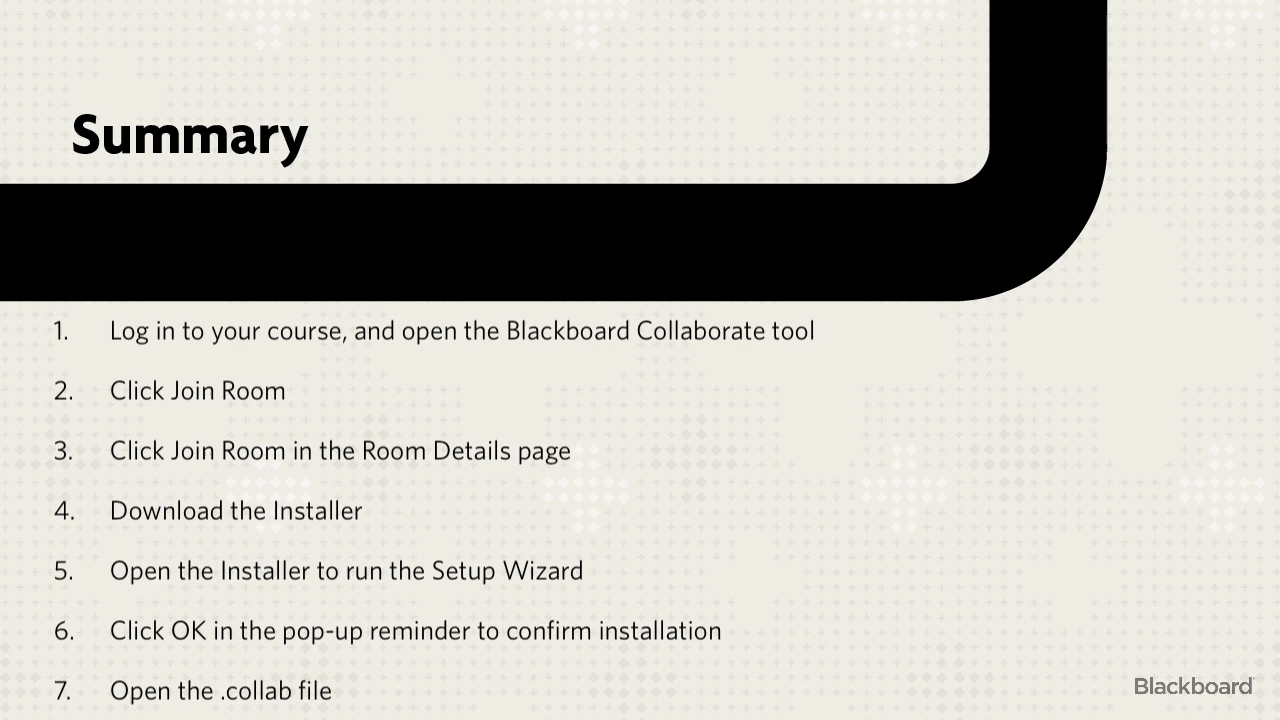 Summary
1. Log in to your course, and open the Blackboard Collaborate tool
2. Click Join Room
3. Click Join Room in the Room Details page
4. Download the Installer
5. Open the Installer to run the Setup Wizard
6. Click OK in the pop-up reminder to confirm installation
7. Open the .collab file
Blackboard